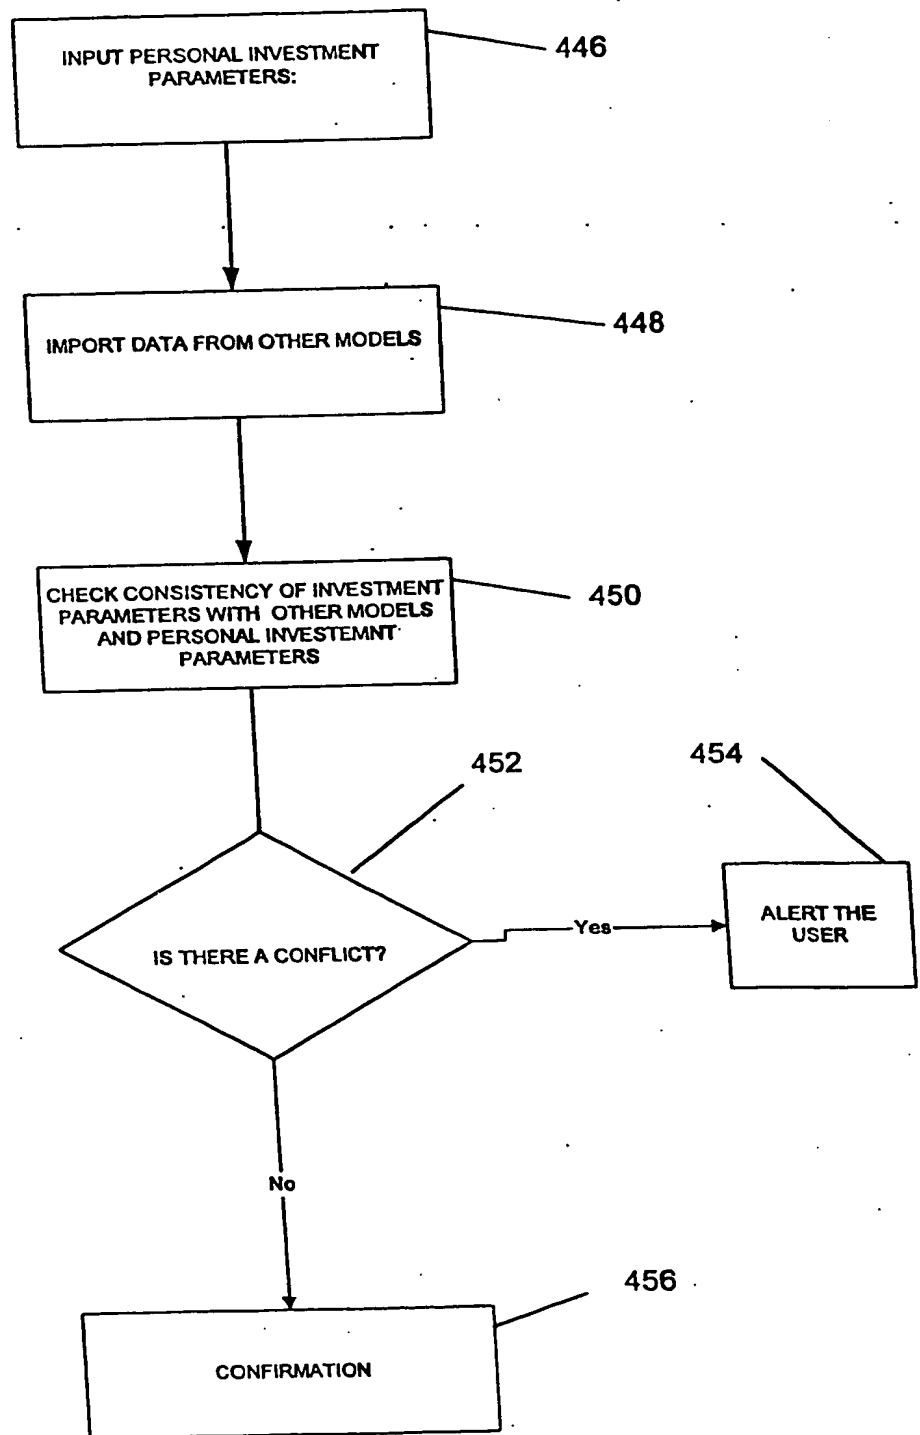 INPUT PERSONAL INVESTMENT
PARAMETERS:
446
IMPORT DATA FROM OTHER MODELS
448
CHECK CONSISTENCY OF INVESTMENT
PARAMETERS WITH OTHER MODELS
AND PERSONAL INVESTEMNT
PARAMETERS
450
452
454
IS THERE A CONFLICT?
Yes
ALERT THE
USER
No
456
CONFIRMATION